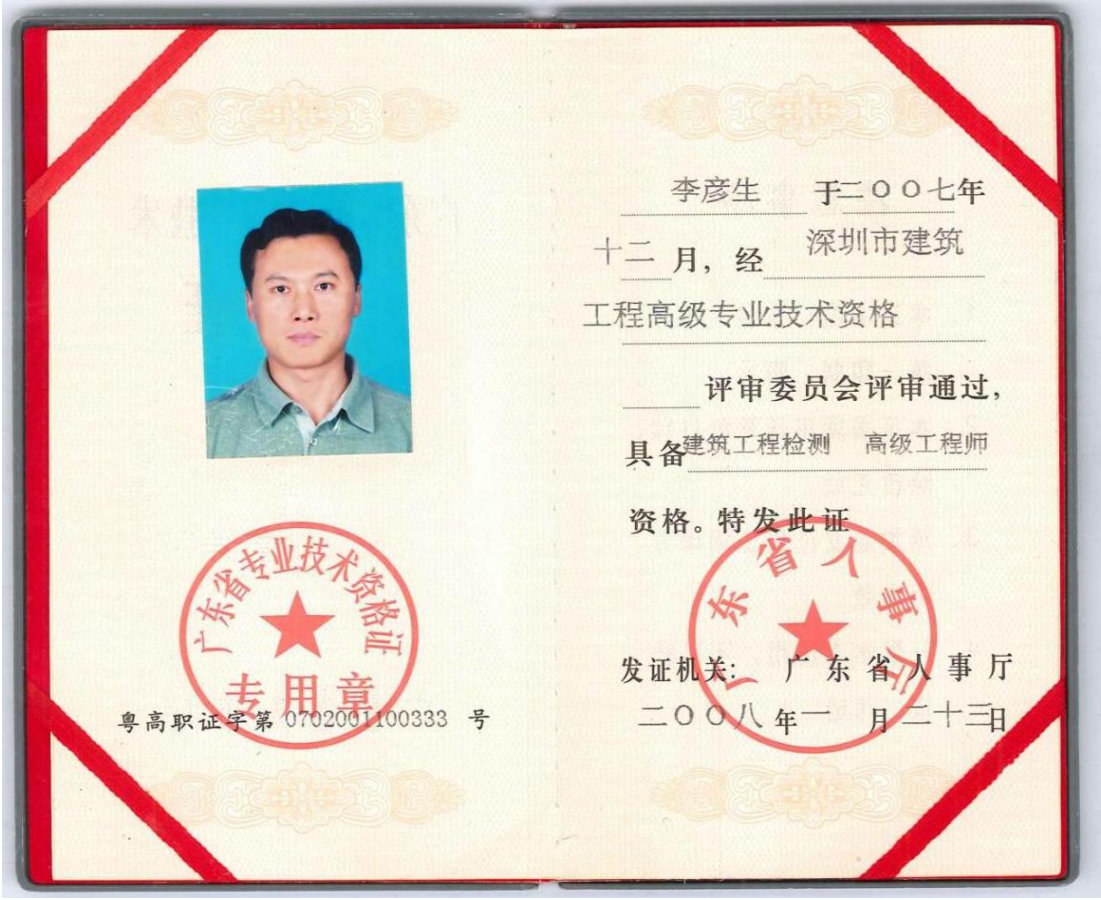 广东省专业技术资格证
专用章
粤高职证字第 0702001100333 号
李彦生 于二〇〇七年
十二月，经 深圳市建筑
工程高级专业技术资格
评审委员会评审通过，
具备建筑工程检测 高级工程师
资格。特发此证
广东省人事厅
发证机关： 广东省人事厅
二〇〇八年一月二十三日